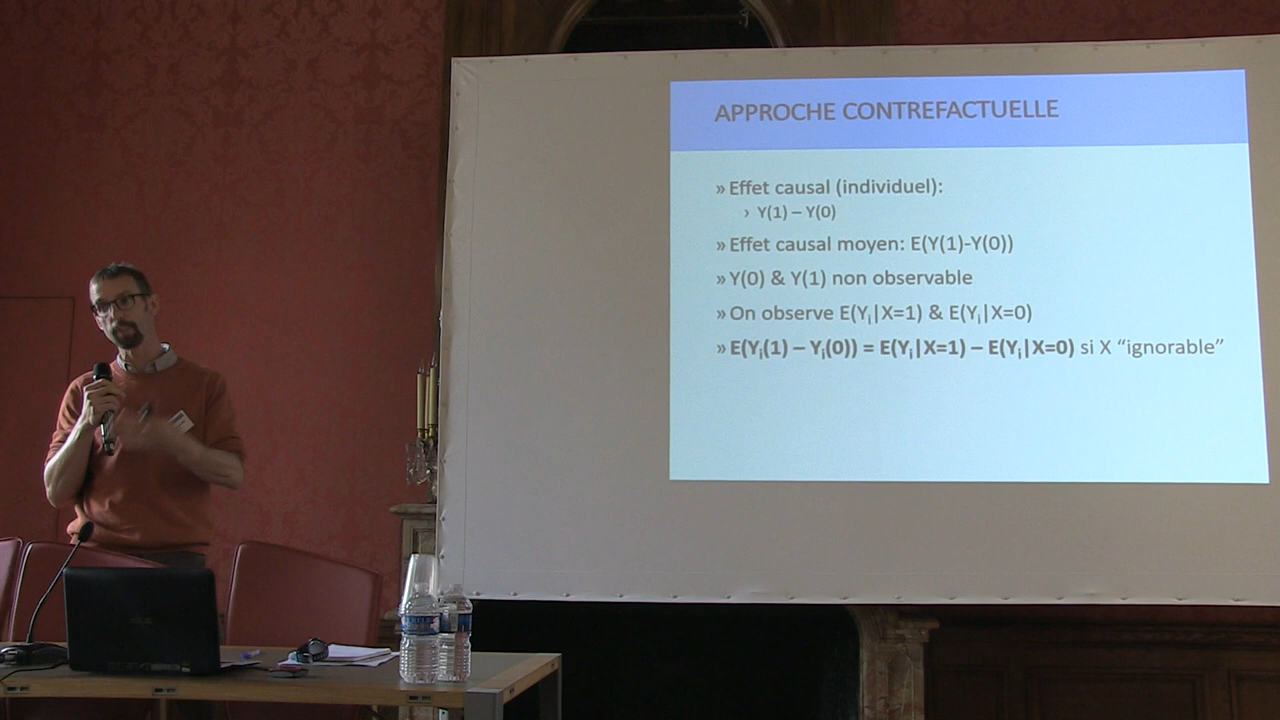 APPROCHE CONTREFACTUELLE
» Effet causal (individuel):
› Y(1) – Y(0)
» Effet causal moyen: E(Y(1)-Y(0))
» Y(0) & Y(1) non observable
» On observe E(Yᵢ|X=1) & E(Yᵢ|X=0)
» E(Yᵢ(1) – Yᵢ(0)) = E(Yᵢ|X=1) – E(Yᵢ|X=0) si X “ignorable”